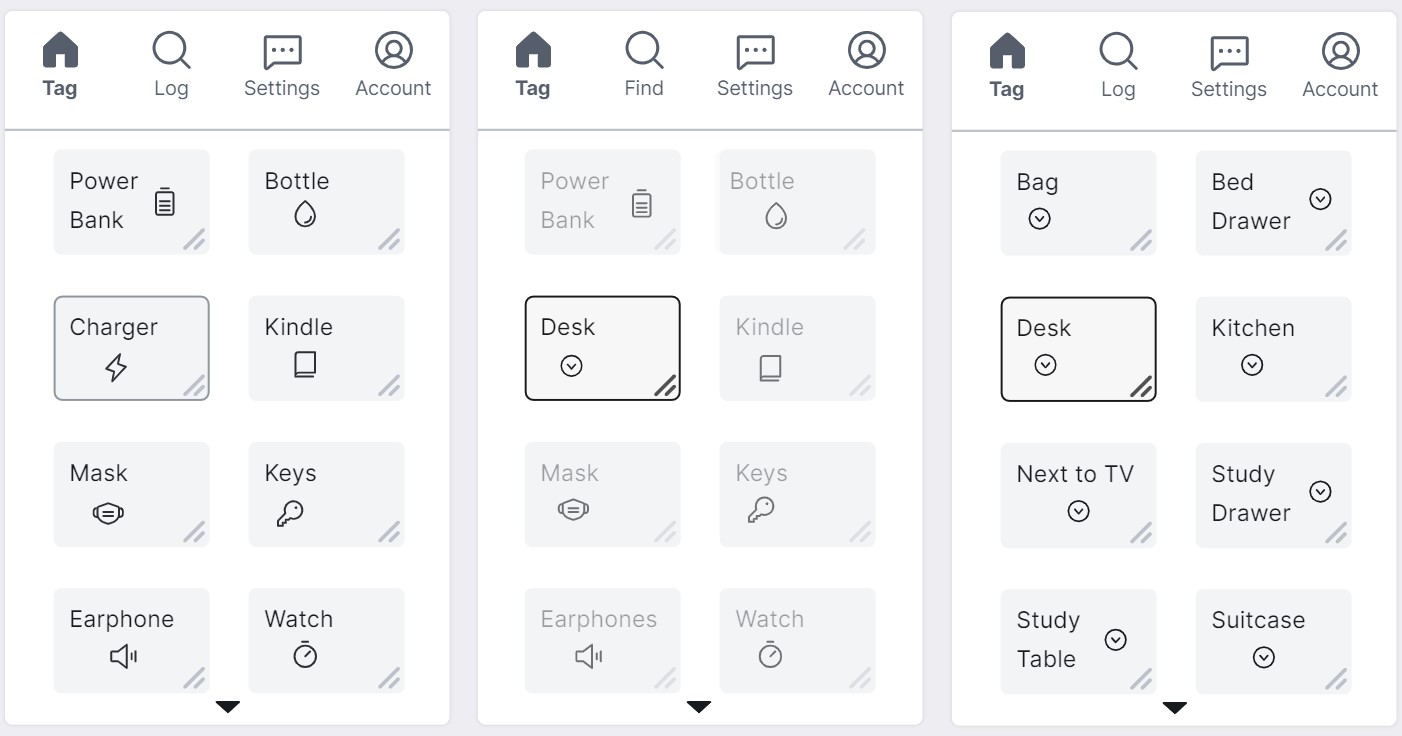 Tag Log Settings Account
Power Bottle
Bank
Charger Kindle
Mask Keys
Earphone Watch
Tag Find Settings Account
Power Bottle
Bank
Desk Kindle
Mask Keys
Earphones Watch
Tag Log Settings Account
Bag Bed
Drawer
Desk Kitchen
Next to TV Study
Drawer
Study Suitcase
Table